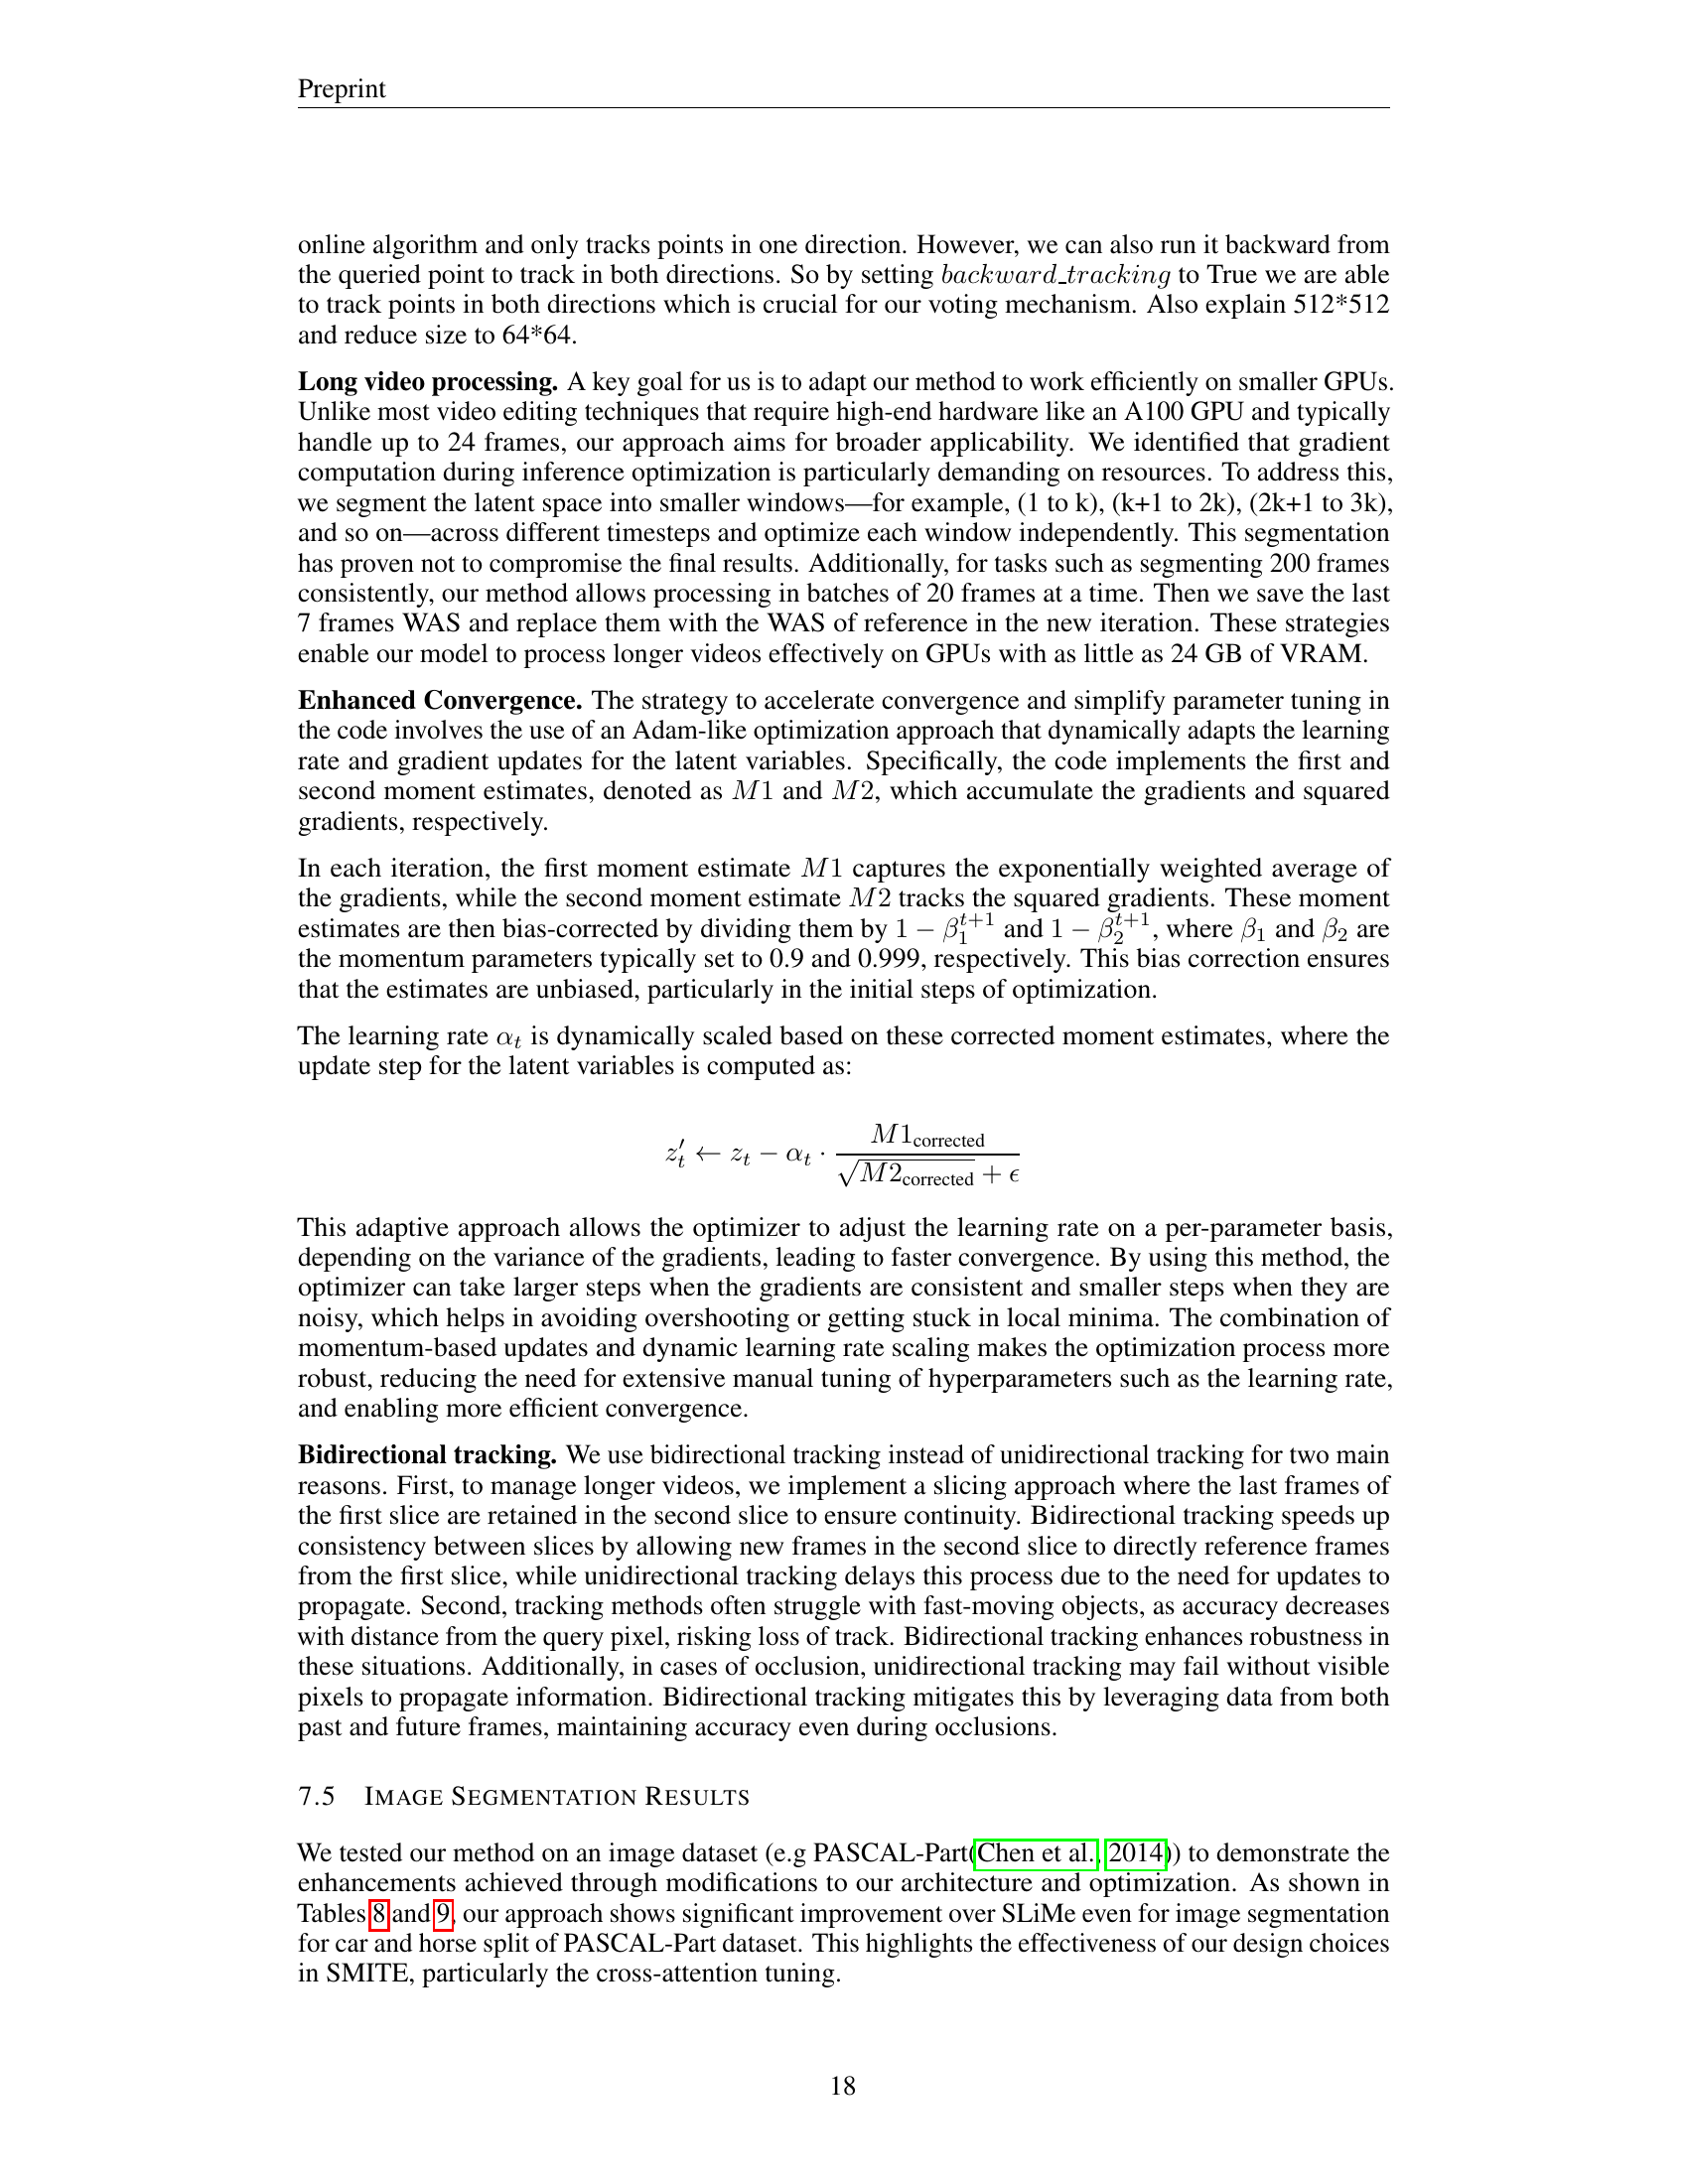 Preprint
online algorithm and only tracks points in one direction. However, we can also run it backward from
the queried point to track in both directions. So by setting backward_tracking to True we are able
to track points in both directions which is crucial for our voting mechanism. Also explain 512*512
and reduce size to 64*64.
Long video processing. A key goal for us is to adapt our method to work efficiently on smaller GPUs.
Unlike most video editing techniques that require high-end hardware like an A100 GPU and typically
handle up to 24 frames, our approach aims for broader applicability. We identified that gradient
computation during inference optimization is particularly demanding on resources. To address this,
we segment the latent space into smaller windows—for example, (1 to k), (k+1 to 2k), (2k+1 to 3k),
and so on—across different timesteps and optimize each window independently. This segmentation
has proven not to compromise the final results. Additionally, for tasks such as segmenting 200 frames
consistently, our method allows processing in batches of 20 frames at a time. Then we save the last
7 frames WAS and replace them with the WAS of reference in the new iteration. These strategies
enable our model to process longer videos effectively on GPUs with as little as 24 GB of VRAM.
Enhanced Convergence. The strategy to accelerate convergence and simplify parameter tuning in
the code involves the use of an Adam-like optimization approach that dynamically adapts the learning
rate and gradient updates for the latent variables. Specifically, the code implements the first and
second moment estimates, denoted as M1 and M2, which accumulate the gradients and squared
gradients, respectively.
In each iteration, the first moment estimate M1 captures the exponentially weighted average of
the gradients, while the second moment estimate M2 tracks the squared gradients. These moment
estimates are then bias-corrected by dividing them by $1 - \beta_1^{t+1}$ and $1 - \beta_2^{t+1}$, where $\beta_1$ and $\beta_2$ are
the momentum parameters typically set to 0.9 and 0.999, respectively. This bias correction ensures
that the estimates are unbiased, particularly in the initial steps of optimization.
The learning rate $\alpha_t$ is dynamically scaled based on these corrected moment estimates, where the
update step for the latent variables is computed as:
$z_t' \leftarrow z_t - \alpha_t \cdot \frac{M1_{\text{corrected}}}{\sqrt{M2_{\text{corrected}}} + \epsilon}$
This adaptive approach allows the optimizer to adjust the learning rate on a per-parameter basis,
depending on the variance of the gradients, leading to faster convergence. By using this method, the
optimizer can take larger steps when the gradients are consistent and smaller steps when they are
noisy, which helps in avoiding overshooting or getting stuck in local minima. The combination of
momentum-based updates and dynamic learning rate scaling makes the optimization process more
robust, reducing the need for extensive manual tuning of hyperparameters such as the learning rate,
and enabling more efficient convergence.
Bidirectional tracking. We use bidirectional tracking instead of unidirectional tracking for two main
reasons. First, to manage longer videos, we implement a slicing approach where the last frames of
the first slice are retained in the second slice to ensure continuity. Bidirectional tracking speeds up
consistency between slices by allowing new frames in the second slice to directly reference frames
from the first slice, while unidirectional tracking delays this process due to the need for updates to
propagate. Second, tracking methods often struggle with fast-moving objects, as accuracy decreases
with distance from the query pixel, risking loss of track. Bidirectional tracking enhances robustness in
these situations. Additionally, in cases of occlusion, unidirectional tracking may fail without visible
pixels to propagate information. Bidirectional tracking mitigates this by leveraging data from both
past and future frames, maintaining accuracy even during occlusions.
7.5 IMAGE SEGMENTATION RESULTS
We tested our method on an image dataset (e.g PASCAL-Part(Chen et al., 2014)) to demonstrate the
enhancements achieved through modifications to our architecture and optimization. As shown in
Tables 8 and 9, our approach shows significant improvement over SLiMe even for image segmentation
for car and horse split of PASCAL-Part dataset. This highlights the effectiveness of our design choices
in SMITE, particularly the cross-attention tuning.
18